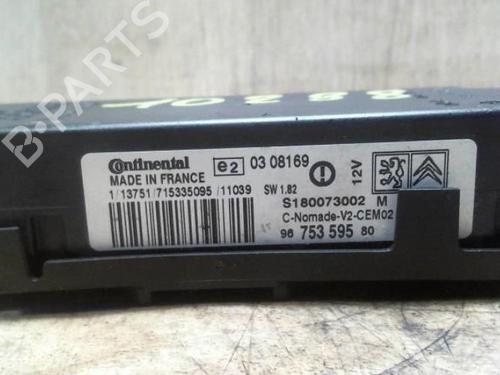 B-PARTS
Continental e2 03 08169
MADE IN FRANCE 12V
1/13751/715335095/11039 SW 1.82
S180073002 M
C-Nomade-V2-CEM02
96 753 595 80